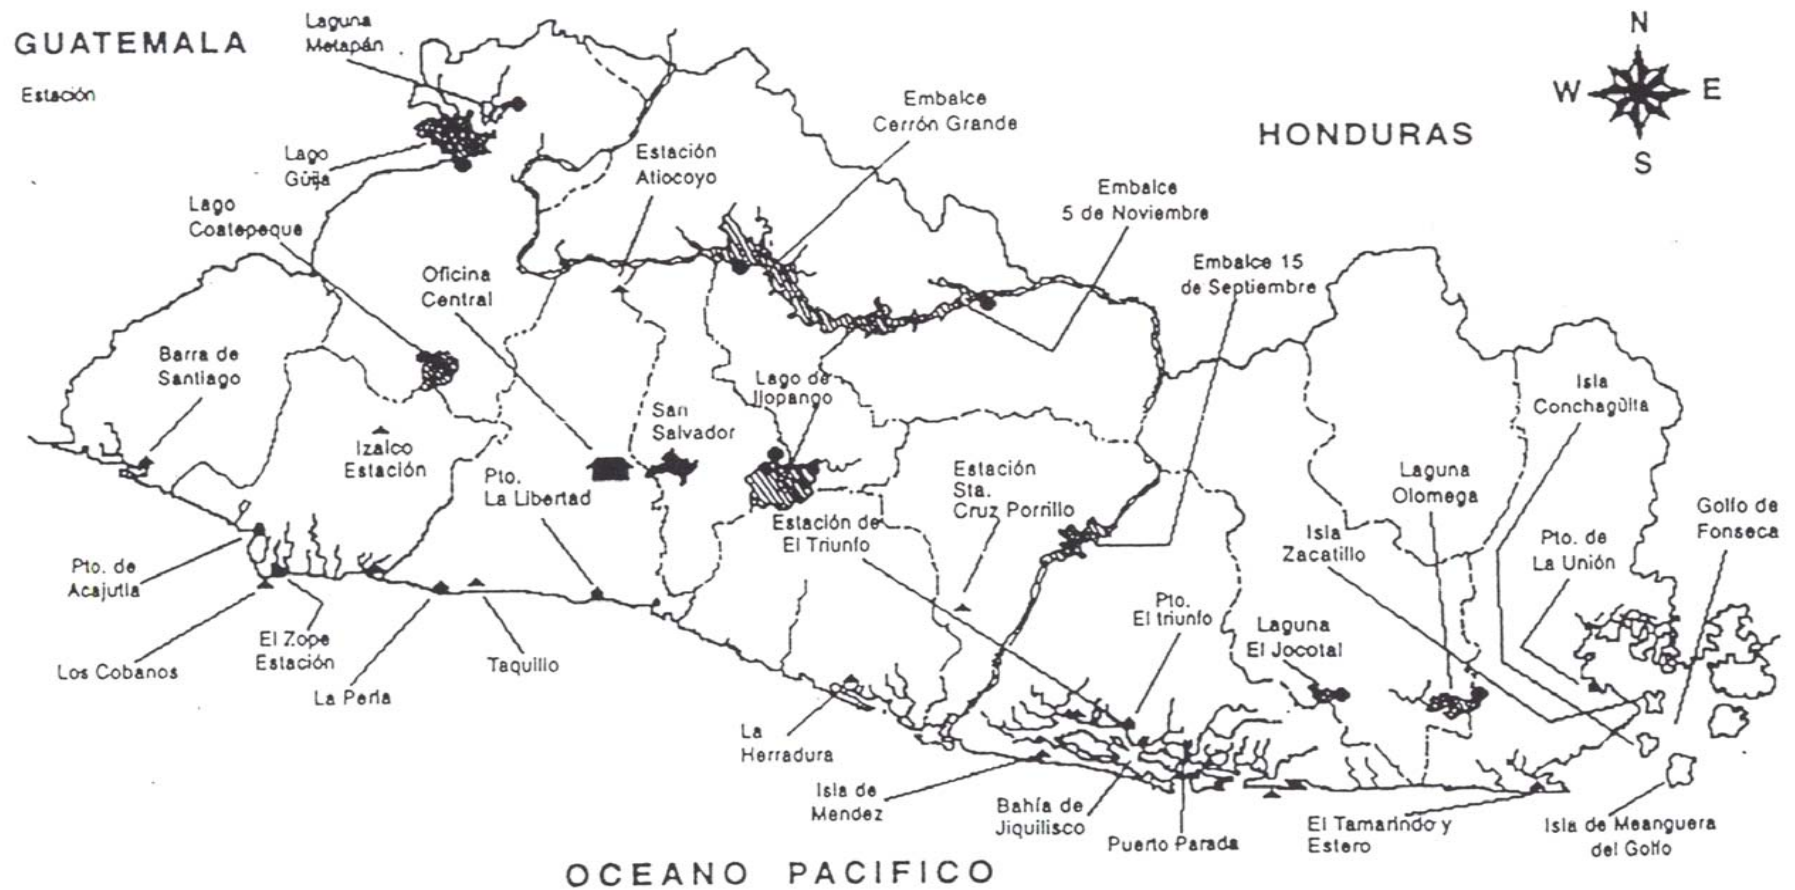 GUATEMALA
Estación
Laguna
Metapán
Lago
Güija
Lago
Coatepeque
Oficina
Central
Estación
Atiocoyo
Embalce
Cerrón Grande
Embalce
5 de Noviembre
HONDURAS
N
W
E
S
Embalce 15
de Septiembre
Barra de
Santiago
Izalco
Estación
Pto.
La Libertad
San
Salvador
Lago de
Ilopango
Estación de
El Triunfo
Estación
Sta.
Cruz Porrillo
Isla
Conchagüita
Laguna
Olomega
Isla
Zacatillo
Pto. de
La Unión
Golfo de
Fonseca
Pto. de
Acajutla
Los Cobanos
El Zope
Estación
La Perla
Taquillo
Pto.
El triunfo
Laguna
El Jocotal
La
Herradura
Isla de
Mendez
Bahía de
Jiquilisco
Puerto Parada
El Tamarindo y
Estero
Isla de Meanguera
del Golfo
OCEANO PACIFICO